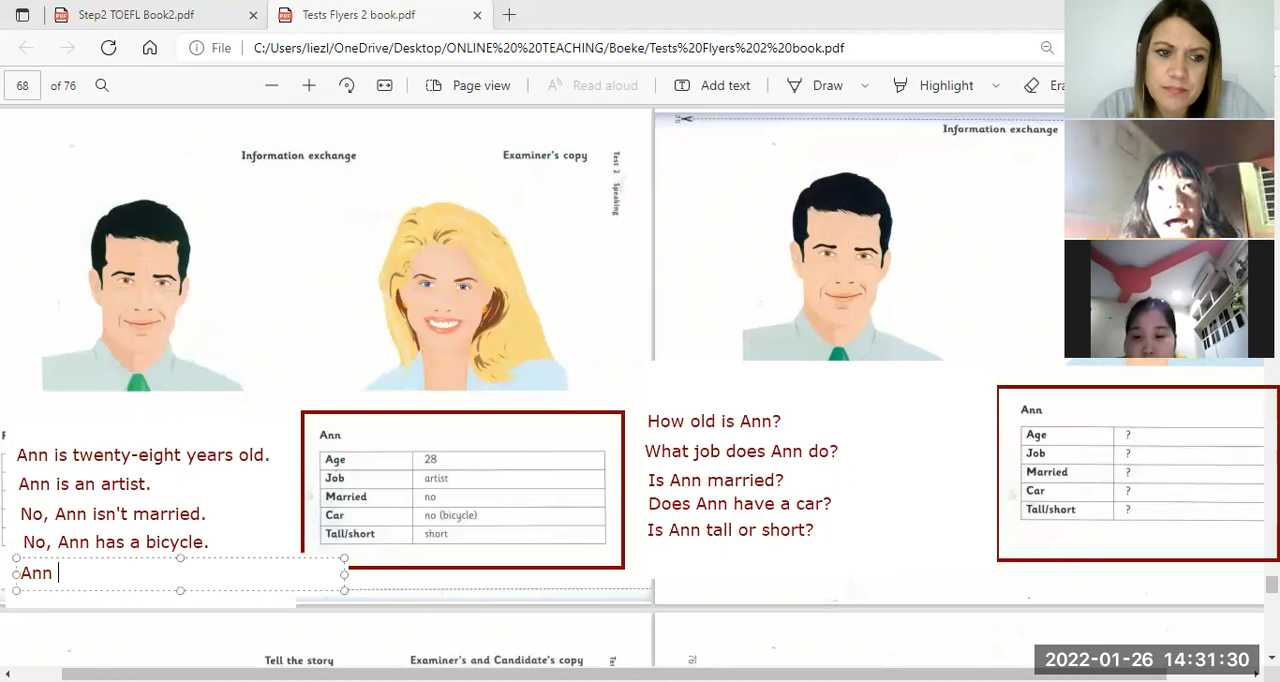 Step2 TOEFL Book2.pdf
Tests Flyers 2 book.pdf
File
C:/Users/liezl/OneDrive/Desktop/ONLINE%20%20TEACHING/Boeke/Tests%20Flyers%202%20book.pdf
68 of 76
Page view
Read aloud
Add text
Draw
Highlight
Information exchange
Examiner's copy
Test 2 Speaking
Information exchange
Ann is twenty-eight years old.
Ann is an artist.
No, Ann isn't married.
No, Ann has a bicycle.
Ann
Ann
Age 28
Job artist
Married no
Car no (bicycle)
Tall/short short
How old is Ann?
What job does Ann do?
Is Ann married?
Does Ann have a car?
Is Ann tall or short?
Ann
Age ?
Job ?
Married ?
Car ?
Tall/short ?
Tell the story
Examiner's and Candidate's copy
2022-01-26 14:31:30